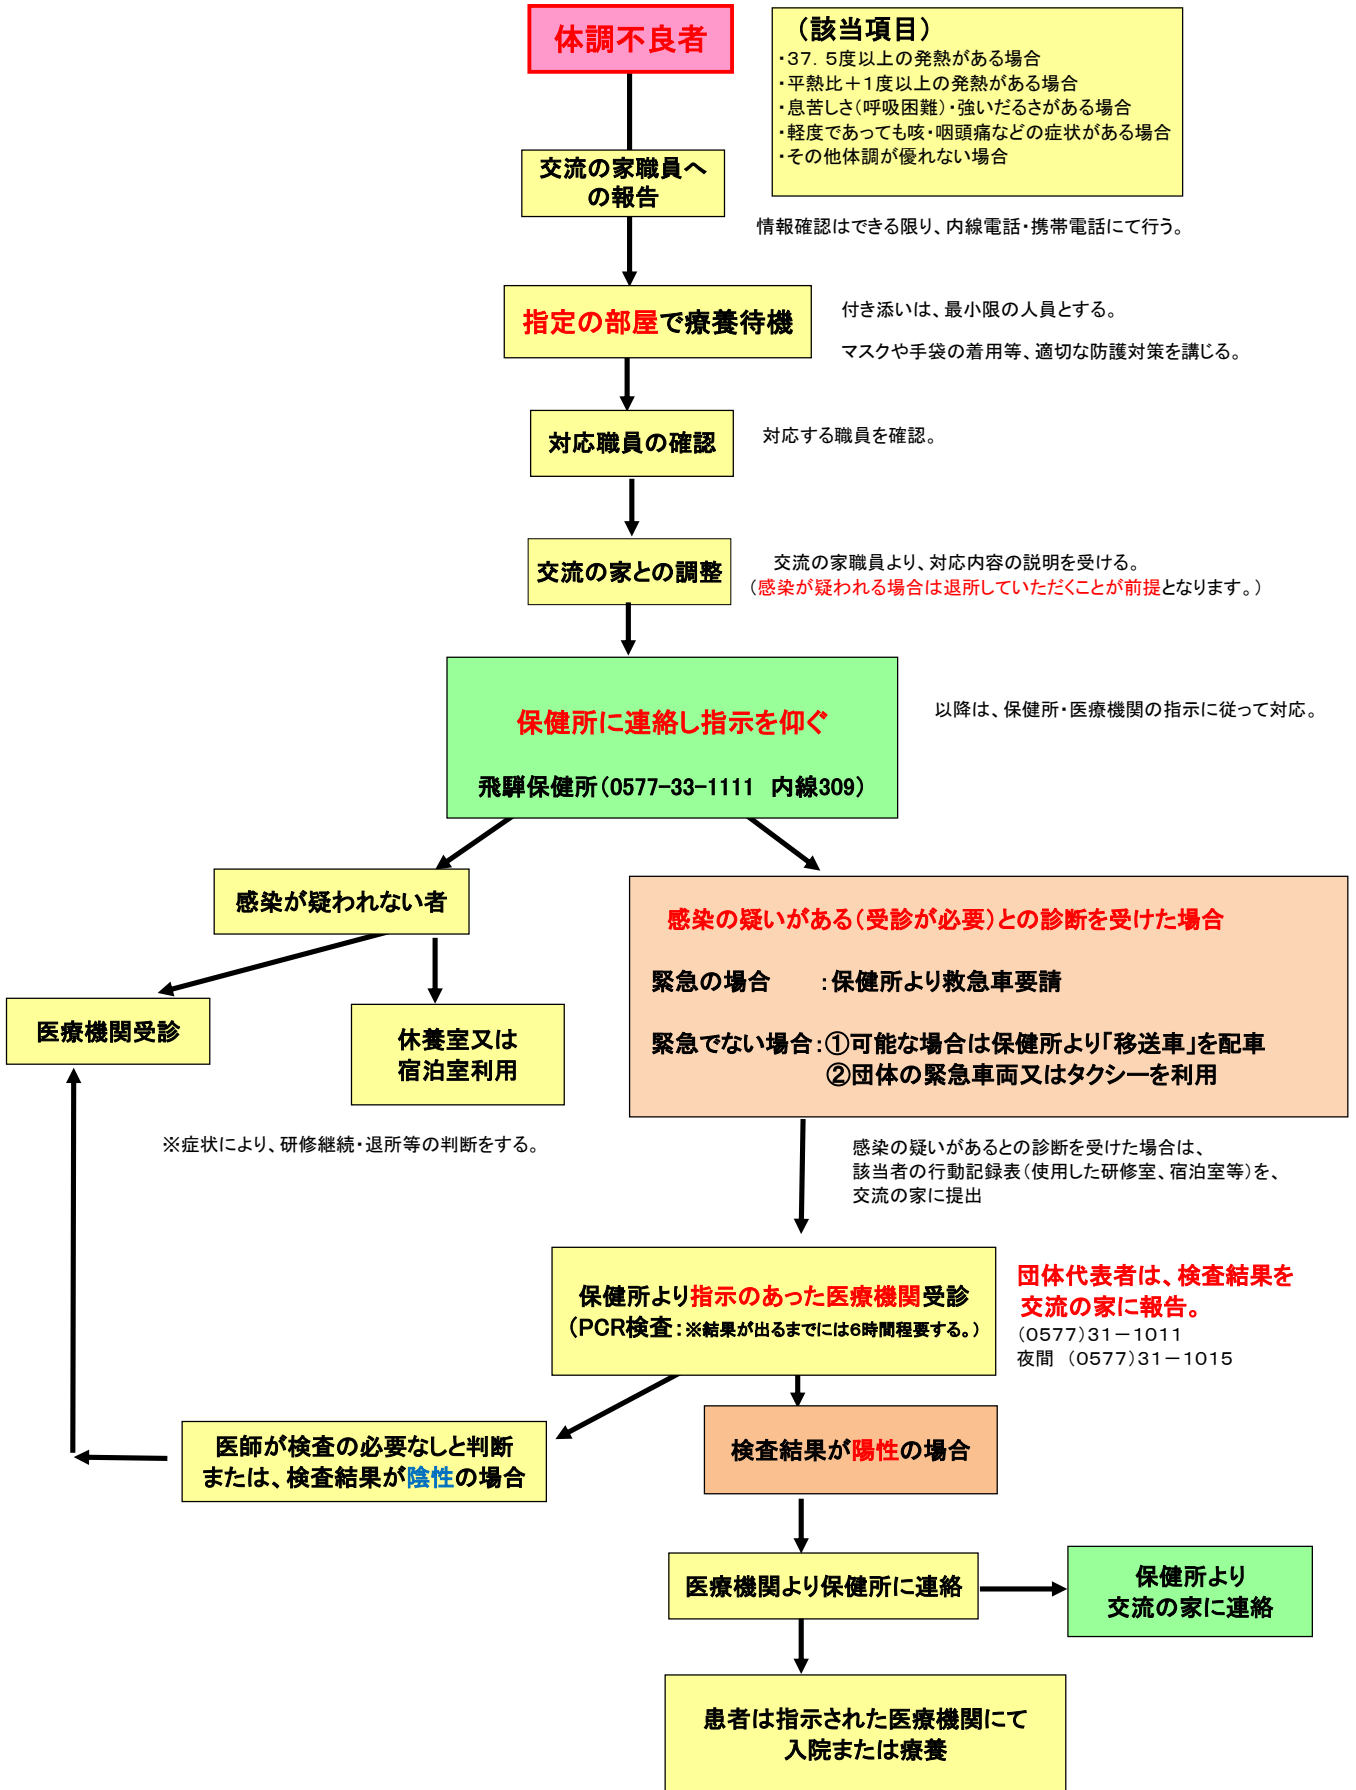 体調不良者
（該当項目）
・37．5度以上の発熱がある場合
・平熱比＋1度以上の発熱がある場合
・息苦しさ（呼吸困難）・強いだるさがある場合
・軽度であっても咳・咽頭痛などの症状がある場合
・その他体調が優れない場合
交流の家職員へ
の報告
情報確認はできる限り、内線電話・携帯電話にて行う。
指定の部屋で療養待機
付き添いは、最小限の人員とする。
マスクや手袋の着用等、適切な防護対策を講じる。
対応職員の確認
対応する職員を確認。
交流の家との調整
交流の家職員より、対応内容の説明を受ける。
（感染が疑われる場合は退所していただくことが前提となります。）
保健所に連絡し指示を仰ぐ
飛騨保健所（0577-33-1111　内線309）
以降は、保健所・医療機関の指示に従って対応。
感染が疑われない者
医療機関受診
休養室又は
宿泊室利用
※症状により、研修継続・退所等の判断をする。
感染の疑いがある（受診が必要）との診断を受けた場合
緊急の場合　　：保健所より救急車要請
緊急でない場合：①可能な場合は保健所より「移送車」を配車
②団体の緊急車両又はタクシーを利用
感染の疑いがあるとの診断を受けた場合は、
該当者の行動記録表（使用した研修室、宿泊室等）を、
交流の家に提出
保健所より指示のあった医療機関受診
（PCR検査：※結果が出るまでには6時間程要する。）
団体代表者は、検査結果を
交流の家に報告。
（0577）31－1011
夜間　（0577）31－1015
医師が検査の必要なしと判断
または、検査結果が陰性の場合
検査結果が陽性の場合
医療機関より保健所に連絡
保健所より
交流の家に連絡
患者は指示された医療機関にて
入院または療養